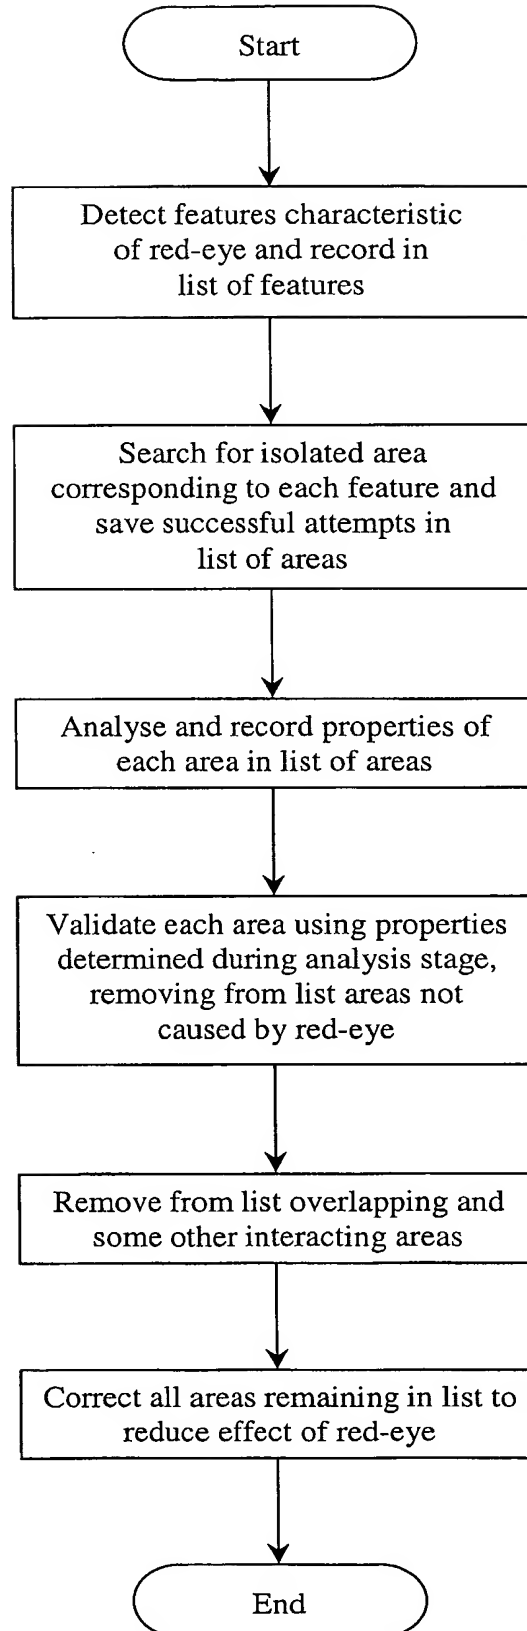 Start
Detect features characteristic
of red-eye and record in
list of features
Search for isolated area
corresponding to each feature and
save successful attempts in
list of areas
Analyse and record properties of
each area in list of areas
Validate each area using properties
determined during analysis stage,
removing from list areas not
caused by red-eye
Remove from list overlapping and
some other interacting areas
Correct all areas remaining in list to
reduce effect of red-eye
End